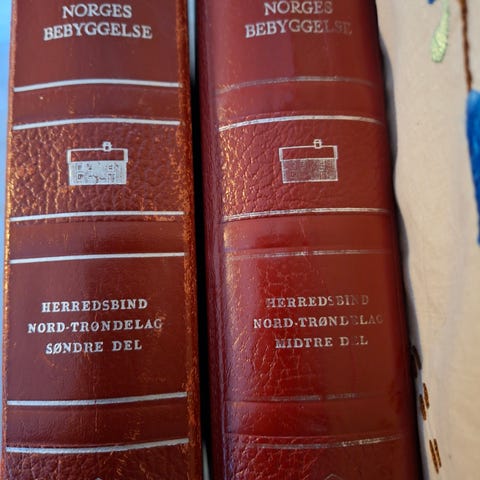 NORGES
BEBYGGELSE
HERREDSBIND
NORD-TRØNDELAG
SØNDRE DEL
NORGES
BEBYGGELSE
HERREDSBIND
NORD-TRØNDELAG
MIDTRE DEL